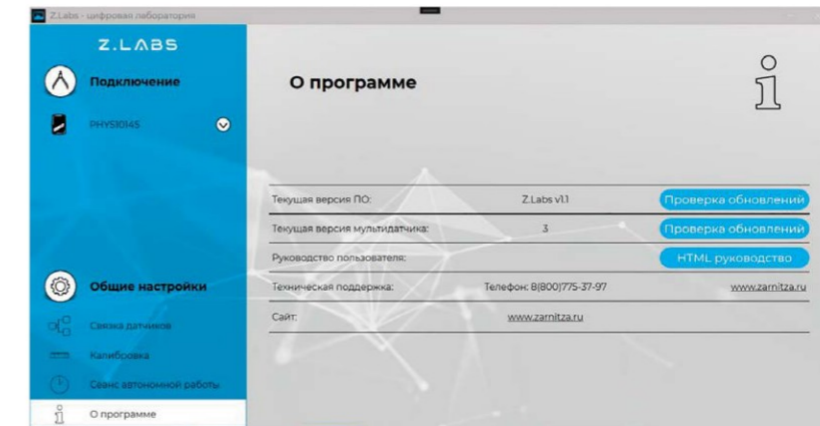 Z.Labs - цифровая лаборатория
Z.LABS
Подключение
PHYS1014S
О программе
Текущая версия ПО: Z.Labs v1.1 Проверка обновлений
Текущая версия мультидатчика: 3 Проверка обновлений
Руководство пользователя: HTML руководство
Общие настройки
Техническая поддержка: Телефон: 8(800)775-37-97 www.zarnitza.ru
Связка датчиков
Сайт: www.zarnitza.ru
Калибровка
Сеанс автономной работы
О программе